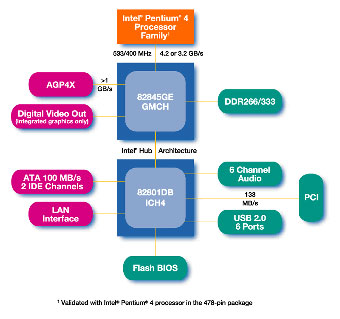 Intel® Pentium® 4
Processor
Family¹
533/400 MHz
4.2 or 3.2 GB/s
AGP4X
>1
GB/s
82845GE
GMCH
DDR266/333
Digital Video Out
(integrated graphics only)
Intel® Hub
Architecture
ATA 100 MB/s
2 IDE Channels
LAN
Interface
82801DB
ICH4
6 Channel
Audio
133
MB/s
PCI
USB 2.0
6 Ports
Flash BIOS
¹ Validated with Intel® Pentium® 4 processor in the 478-pin package